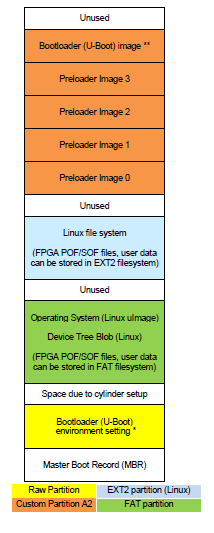 Unused
Bootloader (U-Boot) image **
Preloader Image 3
Preloader Image 2
Preloader Image 1
Preloader Image 0
Unused
Linux file system
(FPGA POF/SOF files, user data
can be stored in EXT2 filesystem)
Unused
Operating System (Linux uImage)
Device Tree Blob (Linux)
(FPGA POF/SOF files, user data
can be stored in FAT filesystem)
Space due to cylinder setup
Bootloader (U-Boot)
environment setting *
Master Boot Record (MBR)
Raw Partition
EXT2 partition (Linux)
Custom Partition A2
FAT partition